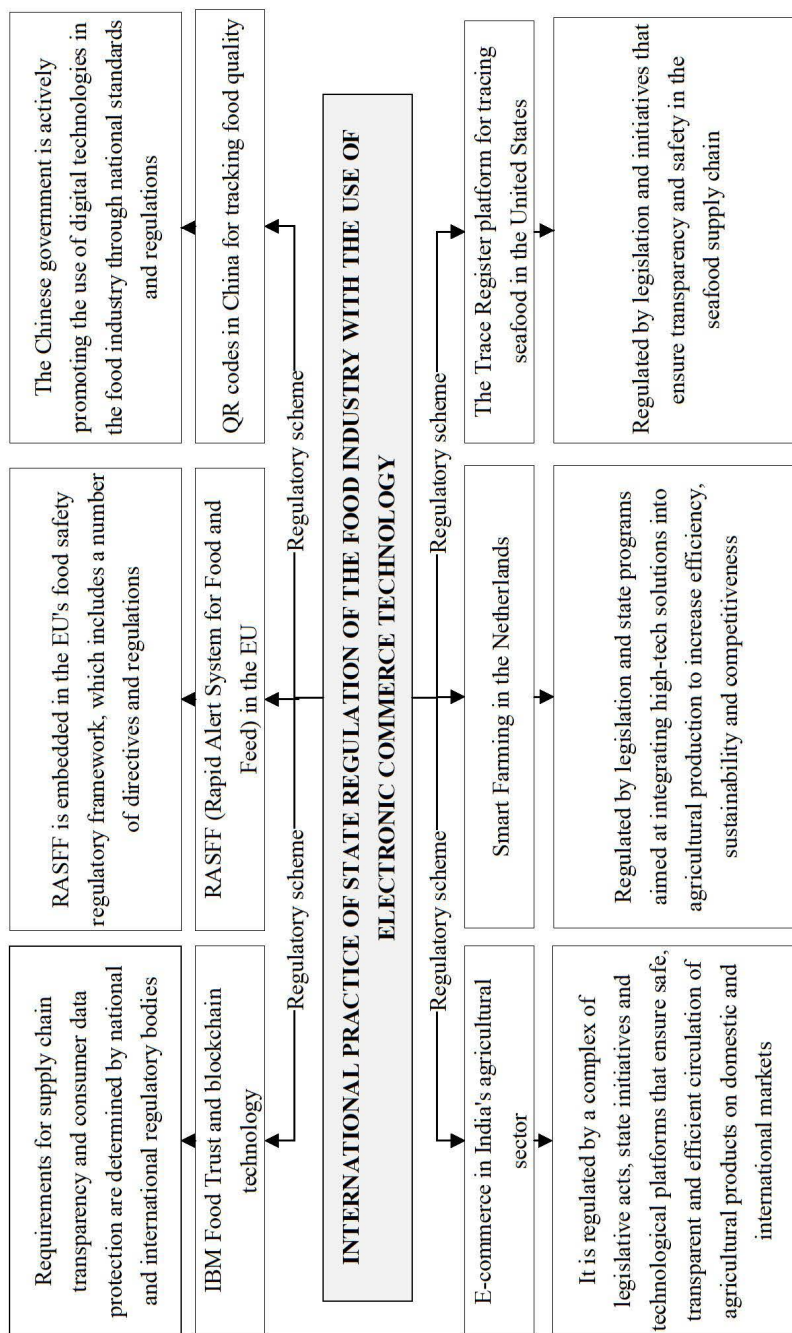 Requirements for supply chain
transparency and consumer data
protection are determined by national
and international regulatory bodies
RASFF is embedded in the EU's food safety
regulatory framework, which includes a number
of directives and regulations
The Chinese government is actively
promoting the use of digital technologies in
the food industry through national standards
and regulations
IBM Food Trust and blockchain
technology
RASFF (Rapid Alert System for Food and
Feed) in the EU
QR codes in China for tracking food quality
Regulatory scheme
Regulatory scheme
INTERNATIONAL PRACTICE OF STATE REGULATION OF THE FOOD INDUSTRY WITH THE USE OF
ELECTRONIC COMMERCE TECHNOLOGY
Regulatory scheme
Regulatory scheme
E-commerce in India's agricultural
sector
Smart Farming in the Netherlands
The Trace Register platform for tracing
seafood in the United States
It is regulated by a complex of
legislative acts, state initiatives and
technological platforms that ensure safe,
transparent and efficient circulation of
agricultural products on domestic and
international markets
Regulated by legislation and state programs
aimed at integrating high-tech solutions into
agricultural production to increase efficiency,
sustainability and competitiveness
Regulated by legislation and initiatives that
ensure transparency and safety in the
seafood supply chain